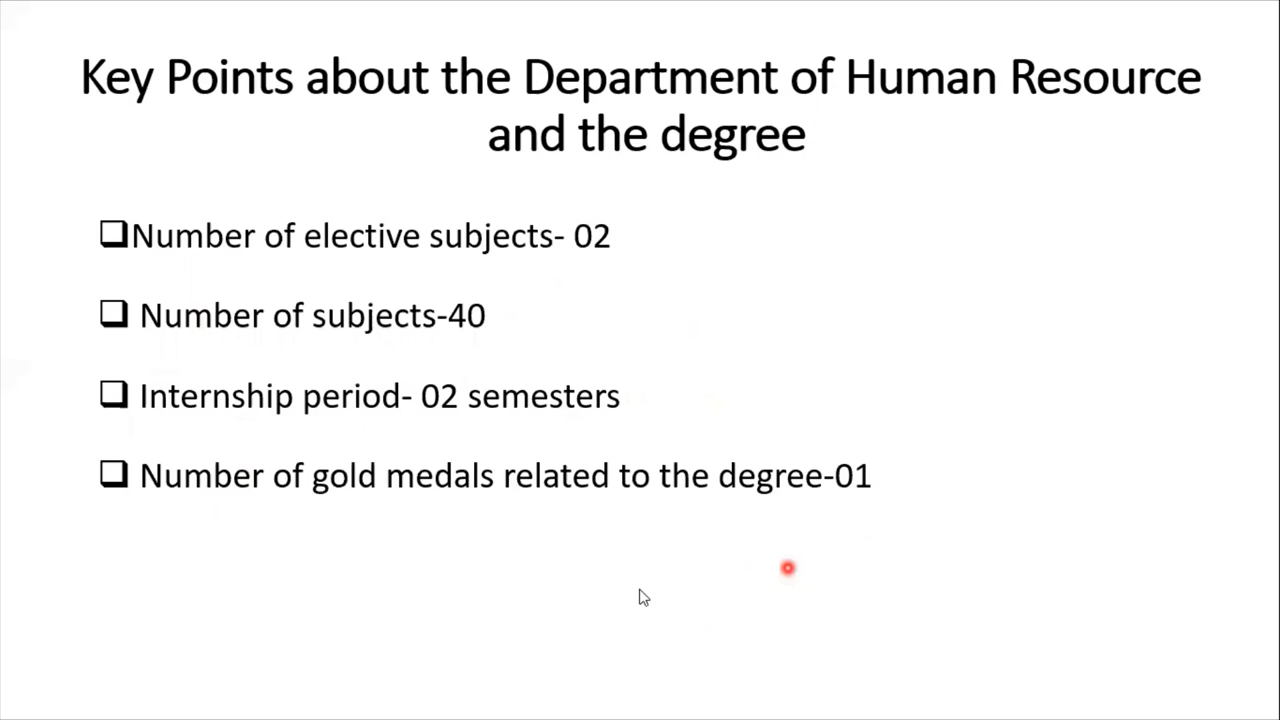 Key Points about the Department of Human Resource
and the degree
❑Number of elective subjects- 02
❑ Number of subjects-40
❑ Internship period- 02 semesters
❑ Number of gold medals related to the degree-01